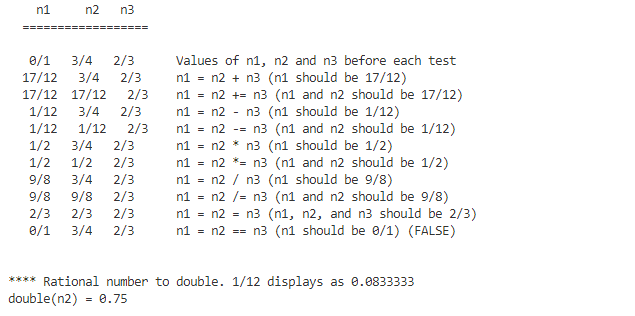 n1 n2 n3
==================
0/1 3/4 2/3 Values of n1, n2 and n3 before each test
17/12 3/4 2/3 n1 = n2 + n3 (n1 should be 17/12)
17/12 17/12 2/3 n1 = n2 += n3 (n1 and n2 should be 17/12)
1/12 3/4 2/3 n1 = n2 - n3 (n1 should be 1/12)
1/12 1/12 2/3 n1 = n2 -= n3 (n1 and n2 should be 1/12)
1/2 3/4 2/3 n1 = n2 * n3 (n1 should be 1/2)
1/2 1/2 2/3 n1 = n2 *= n3 (n1 and n2 should be 1/2)
9/8 3/4 2/3 n1 = n2 / n3 (n1 should be 9/8)
9/8 9/8 2/3 n1 = n2 /= n3 (n1 and n2 should be 9/8)
2/3 2/3 2/3 n1 = n2 = n3 (n1, n2, and n3 should be 2/3)
0/1 3/4 2/3 n1 = n2 == n3 (n1 should be 0/1) (FALSE)
**** Rational number to double. 1/12 displays as 0.0833333
double(n2) = 0.75